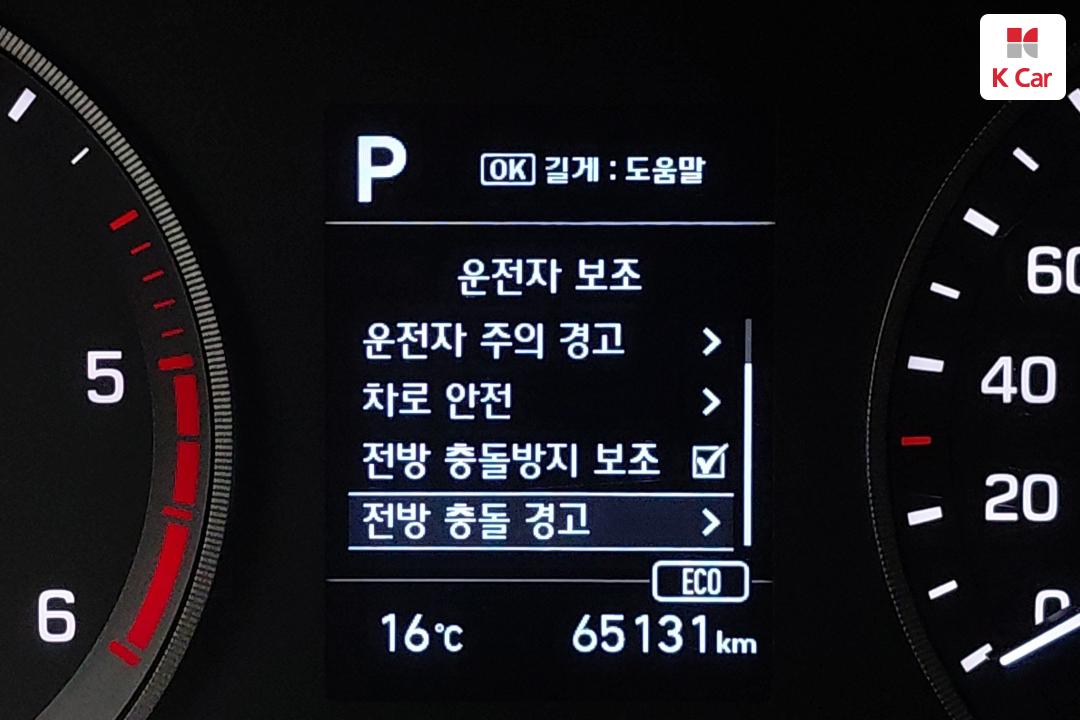 K Car
P
OK 길게 : 도움말
운전자 보조
운전자 주의 경고
차로 안전
전방 충돌방지 보조
전방 충돌 경고
ECO
16°C 65131km
5
6
60
40
20
0